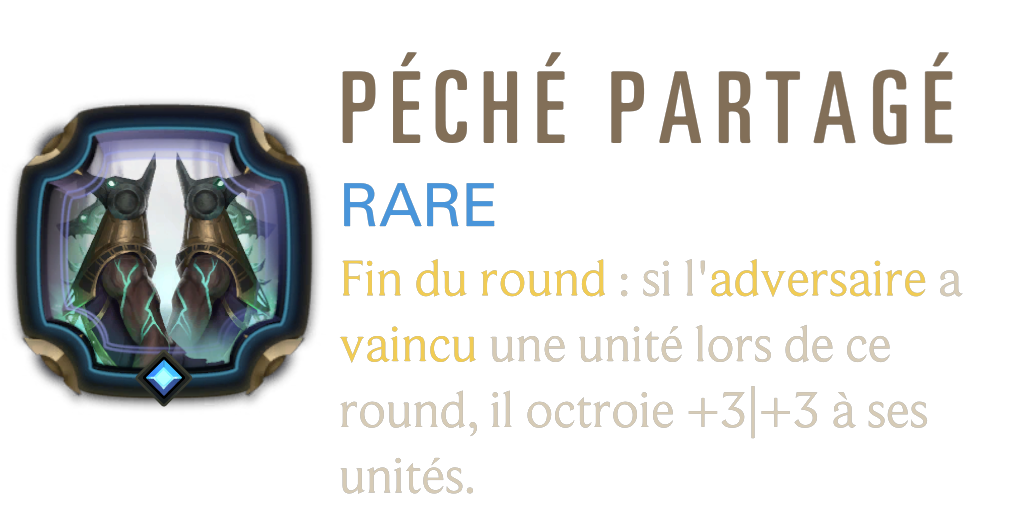 PÉCHÉ PARTAGÉ
RARE
Fin du round : si l'adversaire a
vaincu une unité lors de ce
round, il octroie +3|+3 à ses
unités.